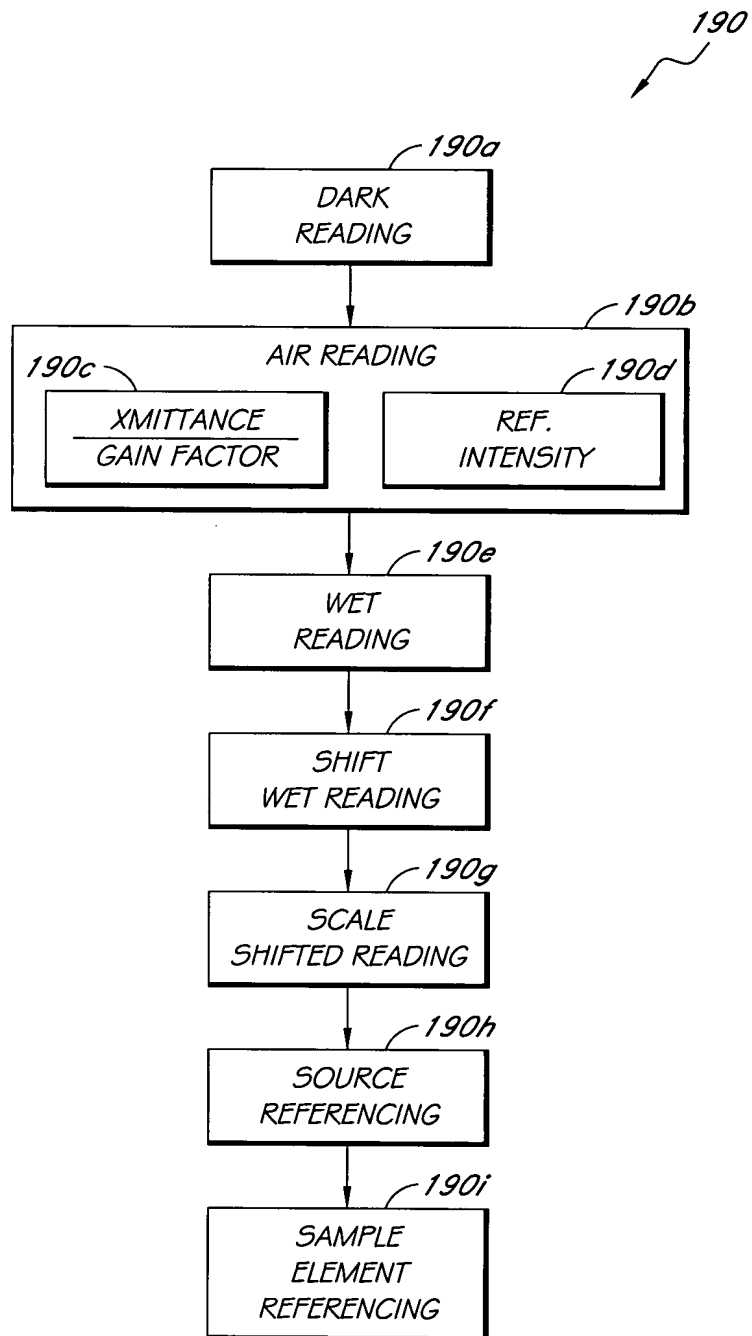 190
190a
DARK
READING
190b
AIR READING
190c
XMITTANCE
GAIN FACTOR
190d
REF.
INTENSITY
190e
WET
READING
190f
SHIFT
WET READING
190g
SCALE
SHIFTED READING
190h
SOURCE
REFERENCING
190i
SAMPLE
ELEMENT
REFERENCING